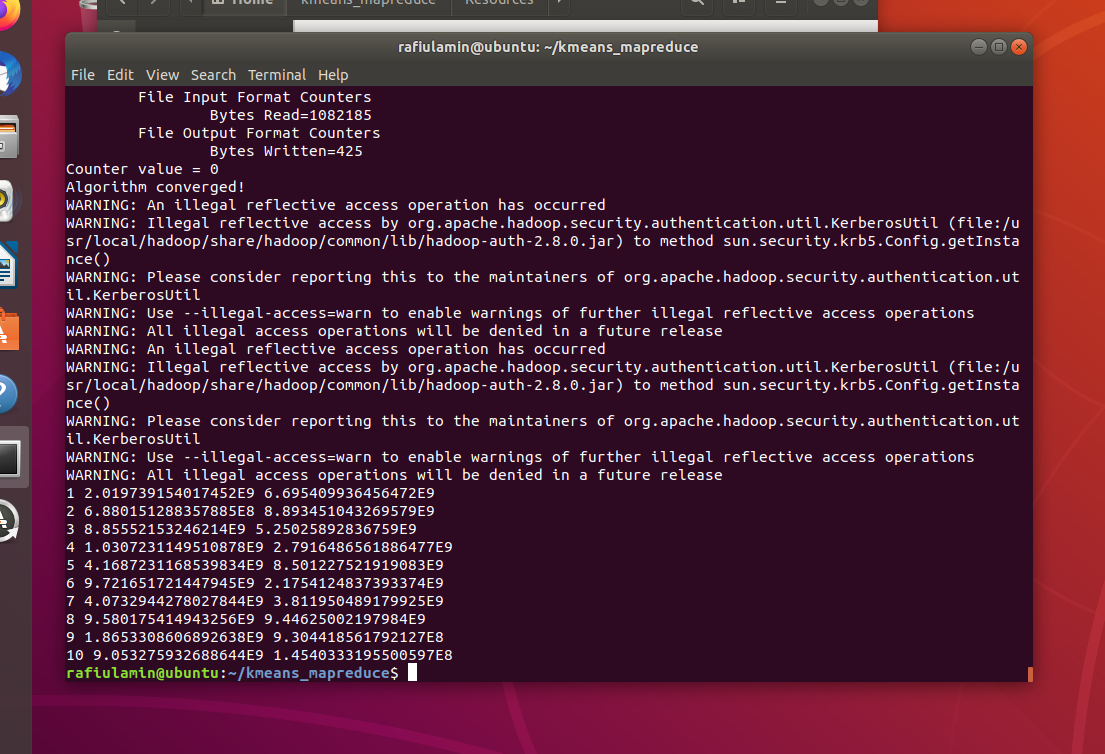 Home kmeans_mapreduce Resources
rafiulamin@ubuntu: ~/kmeans_mapreduce
File Edit View Search Terminal Help
File Input Format Counters
Bytes Read=1082185
File Output Format Counters
Bytes Written=425
Counter value = 0
Algorithm converged!
WARNING: An illegal reflective access operation has occurred
WARNING: Illegal reflective access by org.apache.hadoop.security.authentication.util.KerberosUtil (file:/u
sr/local/hadoop/share/hadoop/common/lib/hadoop-auth-2.8.0.jar) to method sun.security.krb5.Config.getInsta
nce()
WARNING: Please consider reporting this to the maintainers of org.apache.hadoop.security.authentication.ut
il.KerberosUtil
WARNING: Use --illegal-access=warn to enable warnings of further illegal reflective access operations
WARNING: All illegal access operations will be denied in a future release
WARNING: An illegal reflective access operation has occurred
WARNING: Illegal reflective access by org.apache.hadoop.security.authentication.util.KerberosUtil (file:/u
sr/local/hadoop/share/hadoop/common/lib/hadoop-auth-2.8.0.jar) to method sun.security.krb5.Config.getInsta
nce()
WARNING: Please consider reporting this to the maintainers of org.apache.hadoop.security.authentication.ut
il.KerberosUtil
WARNING: Use --illegal-access=warn to enable warnings of further illegal reflective access operations
WARNING: All illegal access operations will be denied in a future release
1 2.019739154017452E9 6.695409936456472E9
2 6.880151288357885E8 8.893451043269579E9
3 8.85552153246214E9 5.25025892836759E9
4 1.0307231149510878E9 2.7916486561886477E9
5 4.1687231168539834E9 8.501227521919083E9
6 9.721651721447945E9 2.1754124837393374E9
7 4.0732944278027844E9 3.811950489179925E9
8 9.580175414943256E9 9.44625002197984E9
9 1.8653308606892638E9 9.304418561792127E8
10 9.053275932688644E9 1.4540333195500597E8
rafiulamin@ubuntu:~/kmeans_mapreduce$